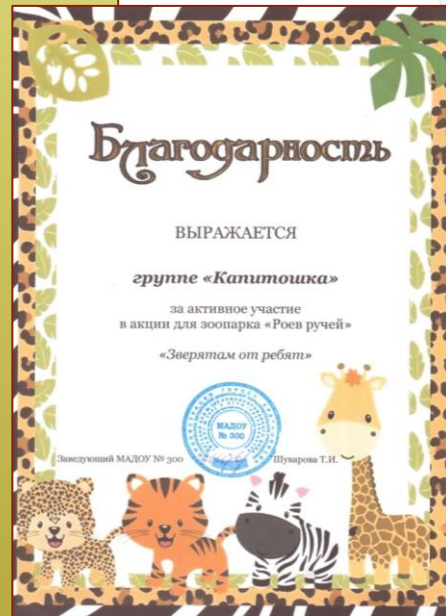 Благодарность
ВЫРАЖАЕТСЯ
группе «Капитошка»
за активное участие
в акции для зоопарка «Роев ручей»
«Зверятам от ребят»
МАДОУ
№ 300
Заведующий МАДОУ № 300 Шуварова Т.И.